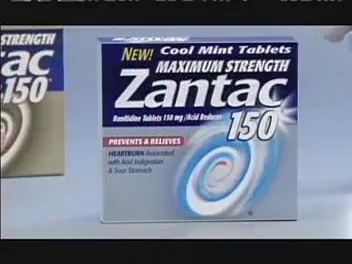 STRENGTH
tac
150
NEW! Cool Mint Tablets
MAXIMUM STRENGTH
Zantac
150
Ranitidine Tablets 150 mg/Acid Reducer
PREVENTS & RELIEVES
HEARTBURN Associated
with Acid Indigestion
& Sour Stomach